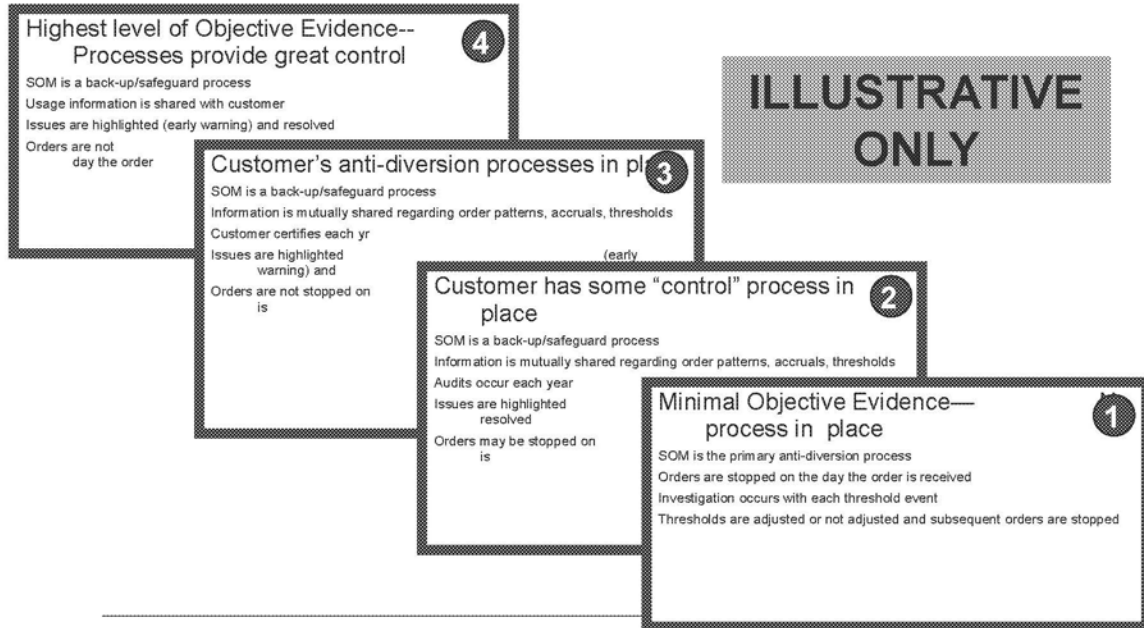 Highest level of Objective Evidence--
Processes provide great control
4
SOM is a back-up/safeguard process
Usage information is shared with customer
Issues are highlighted (early warning) and resolved
Orders are not
day the order
ILLUSTRATIVE
ONLY
Customer's anti-diversion processes in
3
SOM is a back-up/safeguard process
Information is mutually shared regarding order patterns, accruals, thresholds
Customer certifies each yr
Issues are highlighted (early
warning) and
Orders are not stopped on
is
Customer has some “control” process in
place
2
SOM is a back-up/safeguard process
Information is mutually shared regarding order patterns, accruals, thresholds
Audits occur each year
Issues are highlighted
resolved
Orders may be stopped on
is
Minimal Objective Evidence—
process in place
1
SOM is the primary anti-diversion process
Orders are stopped on the day the order is received
Investigation occurs with each threshold event
Thresholds are adjusted or not adjusted and subsequent orders are stopped